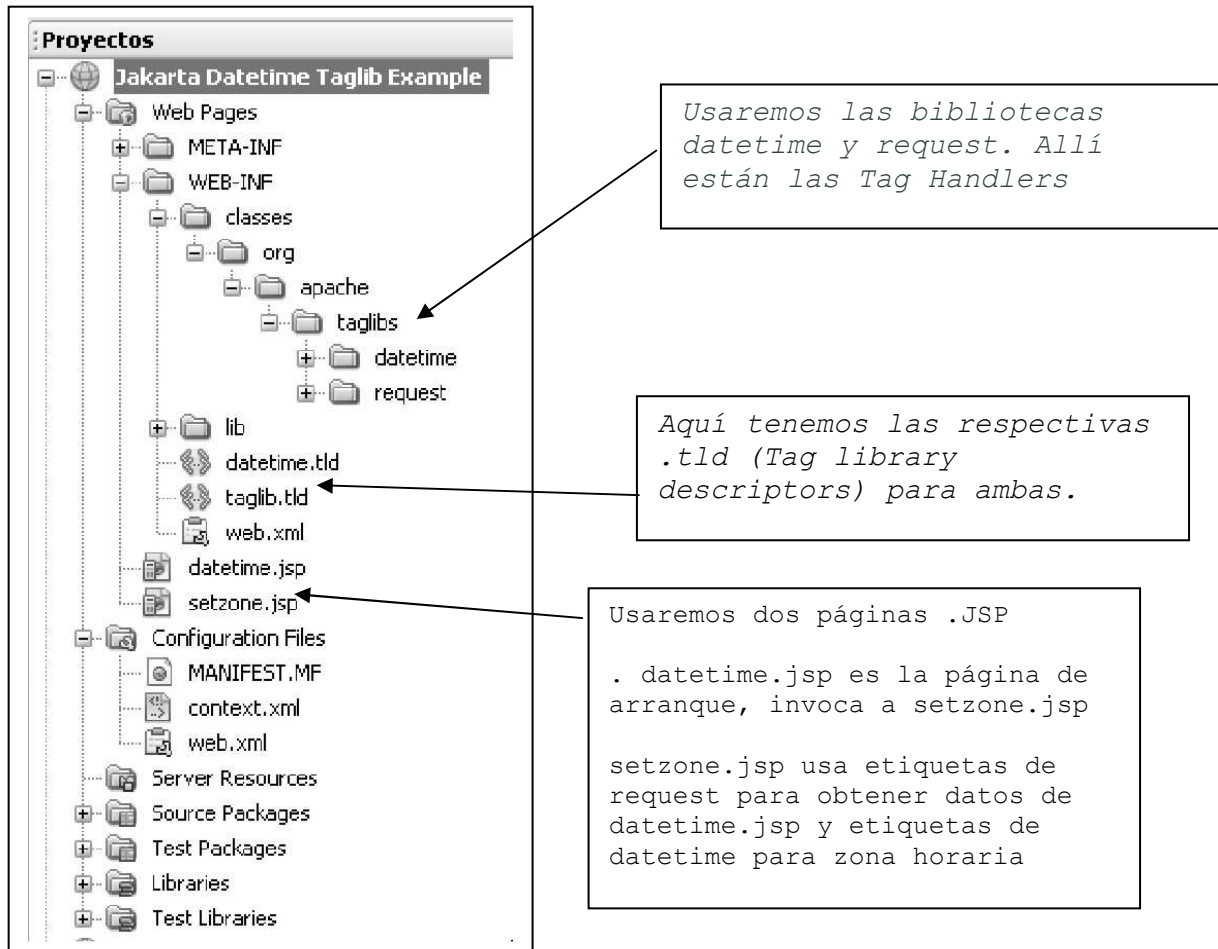 Proyectos
Jakarta Datetime Taglib Example
Web Pages
META-INF
WEB-INF
classes
org
apache
taglibs
datetime
request
lib
datetime.tld
taglib.tld
web.xml
datetime.jsp
setzone.jsp
Configuration Files
MANIFEST.MF
context.xml
web.xml
Server Resources
Source Packages
Test Packages
Libraries
Test Libraries
Usaremos las bibliotecas
datetime y request. Allí
están las Tag Handlers
Aquí tenemos las respectivas
.tld (Tag library
descriptors) para ambas.
Usaremos dos páginas .JSP
. datetime.jsp es la página de
arranque, invoca a setzone.jsp
setzone.jsp usa etiquetas de
request para obtener datos de
datetime.jsp y etiquetas de
datetime para zona horaria